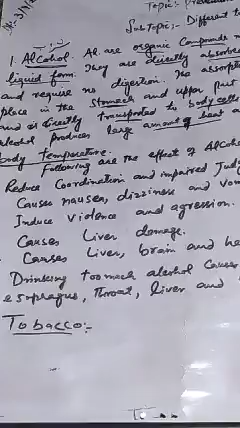 Topic:- Prevention
Sub Topic:- Different
1. Alcohol:- Al. are organic Compounds
liquid form. They are directly absorbed
and require no digestion. The absorption
place in the Stomach and upper part
and is directly transported to body cells
alcohol Produces large amount of heat
body Temperature.
Following are the effect of Alcohol
Reduce Coordination and impaired Jud
Causes nausea, dizziness and vom
Induce Violence and agression.
Causes Liver damage.
Causes Liver, brain and he
Drinking too much alcohol Causes
esophagus, Throat, liver and
Tobacco:-